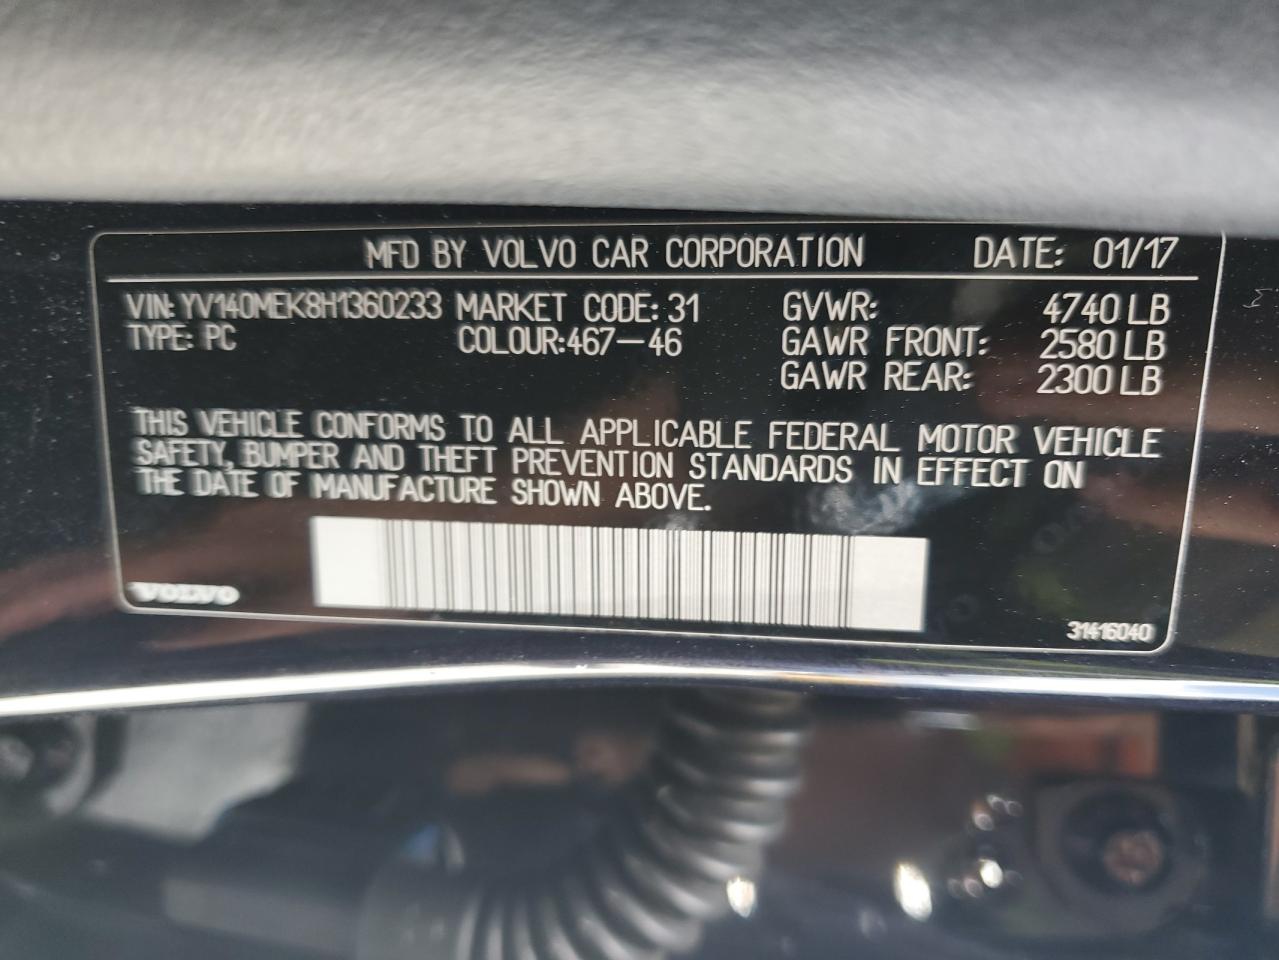 MFD BY VOLVO CAR CORPORATION DATE: 01/17
VIN: YV140MEK8H1360233 MARKET CODE: 31 GVWR: 4740 LB
TYPE: PC COLOUR:467-46 GAWR FRONT: 2580 LB
GAWR REAR: 2300 LB
THIS VEHICLE CONFORMS TO ALL APPLICABLE FEDERAL MOTOR VEHICLE
SAFETY, BUMPER AND THEFT PREVENTION STANDARDS IN EFFECT ON
THE DATE OF MANUFACTURE SHOWN ABOVE.
VOLVO
31416040